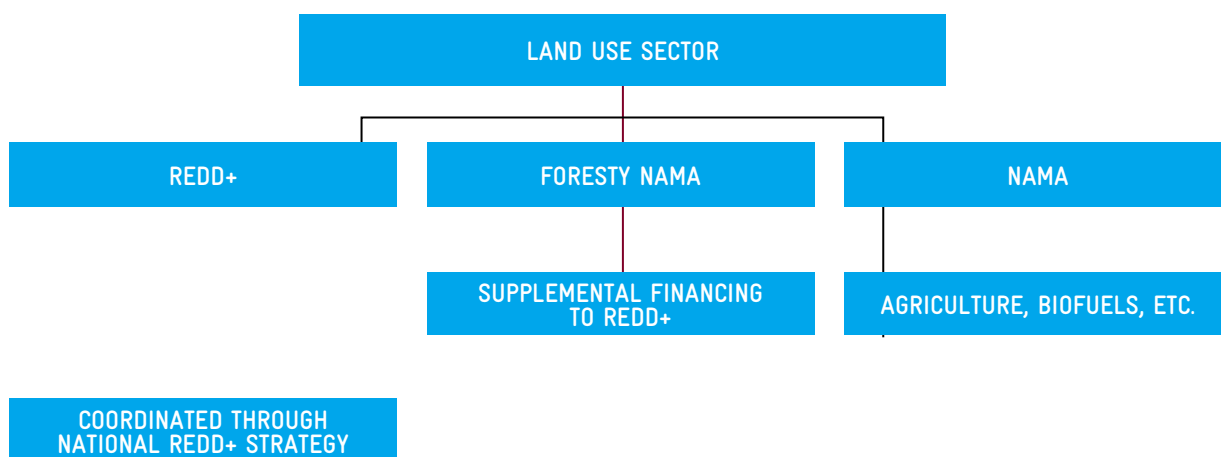 LAND USE SECTOR
REDD+
FORESTY NAMA
NAMA
SUPPLEMENTAL FINANCING
TO REDD+
AGRICULTURE, BIOFUELS, ETC.
COORDINATED THROUGH
NATIONAL REDD+ STRATEGY